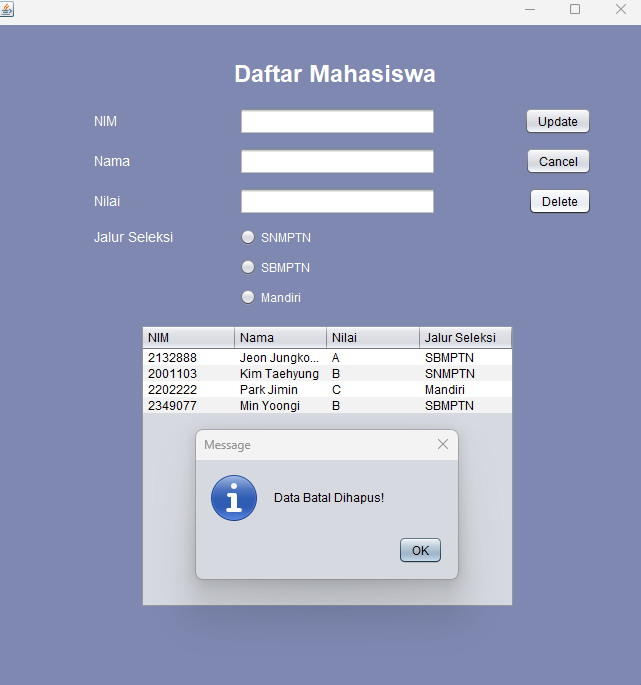 Daftar Mahasiswa
NIM Update
Nama Cancel
Nilai Delete
Jalur Seleksi SNMPTN
SBMPTN
Mandiri
NIM Nama Nilai Jalur Seleksi
2132888 Jeon Jungko... A SBMPTN
2001103 Kim Taehyung B SNMPTN
2202222 Park Jimin C Mandiri
2349077 Min Yoongi B SBMPTN
Message
Data Batal Dihapus!
OK